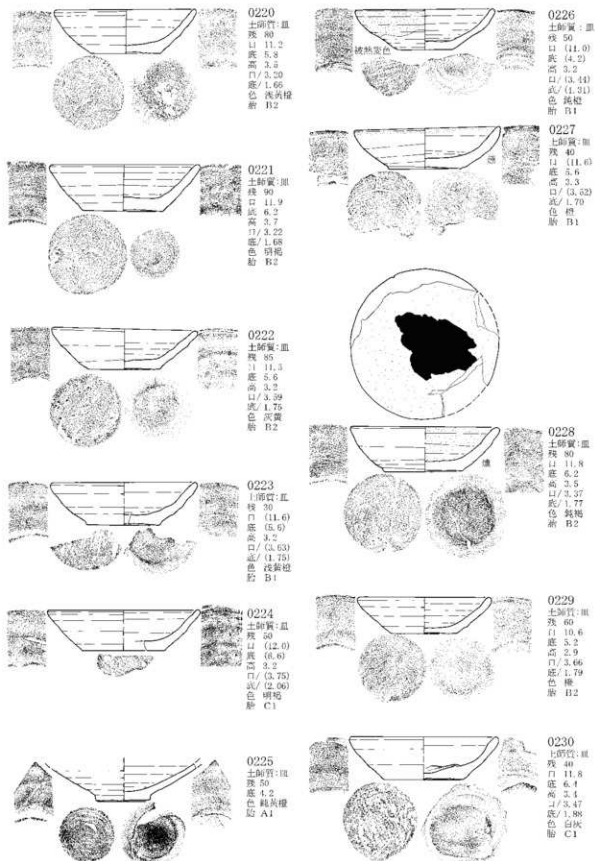 0220
土師質:皿
残 80
口 11.2
底 5.8
高 3.5
口/3.20
底/1.66
色 浅黄橙
胎 B2
0221
土師質:皿
残 90
口 11.9
底 6.2
高 3.7
口/3.22
底/1.68
色 明褐
胎 B2
0222
土師質:皿
残 85
口 11.5
底 5.6
高 3.2
口/3.59
底/1.75
色 灰黄
胎 B2
0223
土師質:皿
残 30
口 (11.6)
底 (5.6)
高 3.2
口/(3.63)
底/(1.75)
色 浅黄橙
胎 B1
0224
土師質:皿
残 50
口 (12.0)
底 (6.6)
高 3.2
口/(3.75)
底/(2.06)
色 明褐
胎 C1
0225
土師質:皿
残 50
底 4.2
色 鈍黄橙
胎 A1
0226
土師質:皿
残 50
口 (11.0)
底 (4.2)
高 3.2
口/(3.44)
底/(1.31)
色 鈍橙
胎 B1
被熱変色
0227
土師質:皿
残 40
口 (11.6)
底 5.6
高 3.3
口/(3.52)
底/1.70
色 橙
胎 B1
0228
土師質:皿
残 80
口 11.8
底 6.2
高 3.5
口/3.37
底/1.77
色 鈍褐
胎 B2
0229
土師質:皿
残 60
口 10.6
底 5.2
高 2.9
口/3.66
底/1.79
色 橙
胎 B2
0230
土師質:皿
残 40
口 11.8
底 6.4
高 3.4
口/3.47
底/1.88
色 白灰
胎 C1